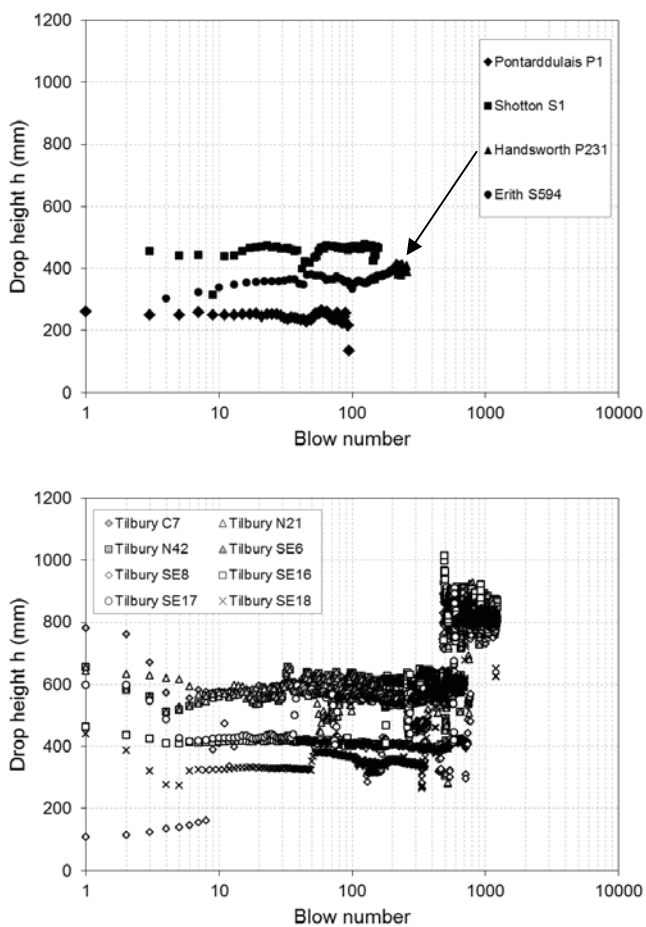 1200
1000
800
600
400
200
0
Drop height h (mm)
Pontarddulais P1
Shotton S1
Handsworth P231
Erith S594
1 10 100 1000 10000
Blow number
1200
1000
800
600
400
200
0
Drop height h (mm)
Tilbury C7 Tilbury N21
Tilbury N42 Tilbury SE6
Tilbury SE8 Tilbury SE16
Tilbury SE17 Tilbury SE18
1 10 100 1000 10000
Blow number